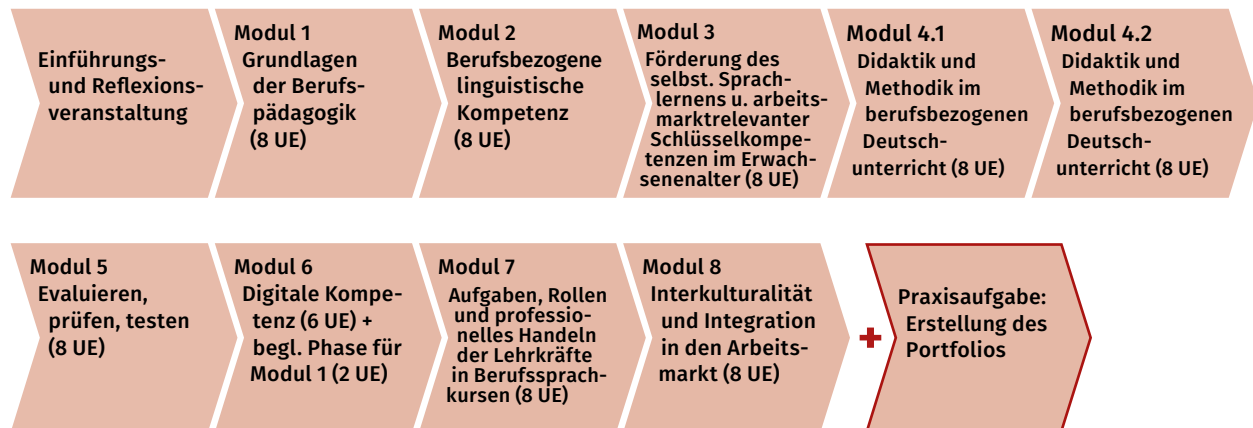 Einführungs-
und Reflexions-
veranstaltung
Modul 1
Grundlagen
der Berufs-
pädagogik
(8 UE)
Modul 2
Berufsbezogene
linguistische
Kompetenz
(8 UE)
Modul 3
Förderung des
selbst. Sprach-
lernens u. arbeits-
marktrelevanter
Schlüsselkompe-
tenzen im Erwach-
senenalter (8 UE)
Modul 4.1
Didaktik und
Methodik im
berufsbezogenen
Deutsch-
unterricht (8 UE)
Modul 4.2
Didaktik und
Methodik im
berufsbezogenen
Deutsch-
unterricht (8 UE)
Modul 5
Evaluieren,
prüfen, testen
(8 UE)
Modul 6
Digitale Kompe-
tenz (6 UE) +
begl. Phase für
Modul 1 (2 UE)
Modul 7
Aufgaben, Rollen
und professio-
nelles Handeln
der Lehrkräfte
in Berufssprach-
kursen (8 UE)
Modul 8
Interkulturalität
und Integration
in den Arbeits-
markt (8 UE)
+
Praxisaufgabe:
Erstellung des
Portfolios